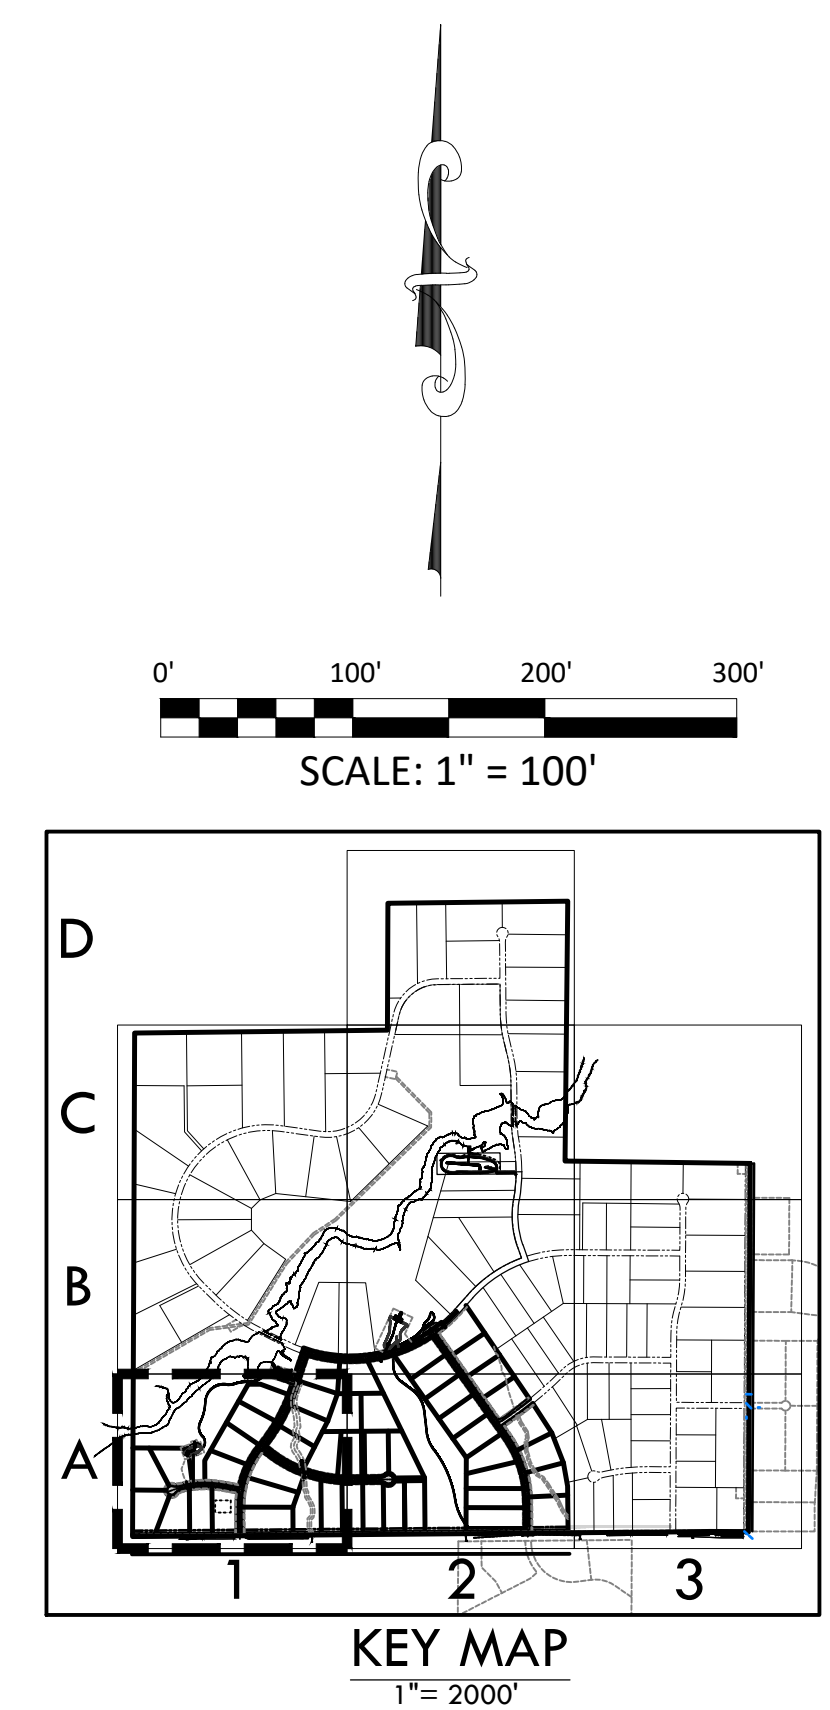 0' 100' 200' 300'
SCALE: 1" = 100'
D
C
B
A
1 2 3
KEY MAP
1"= 2000'